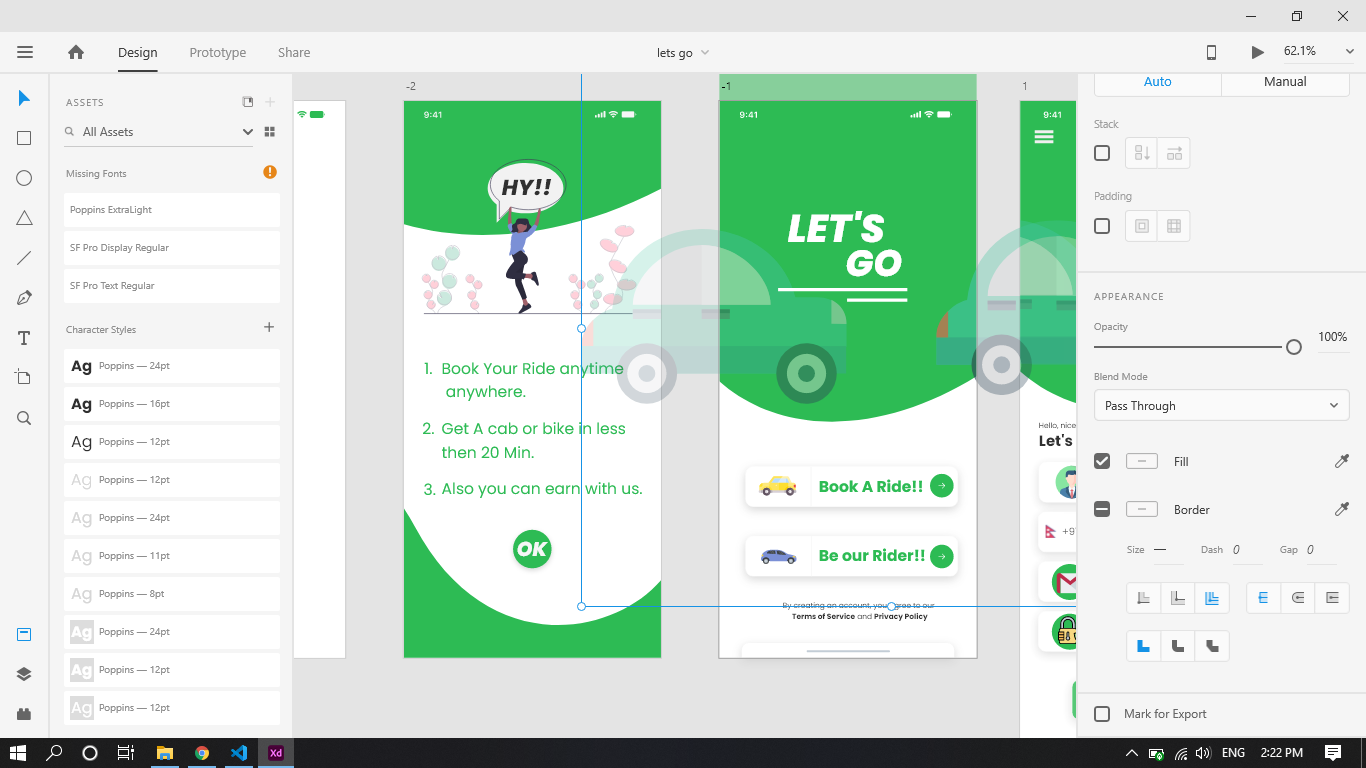 Design
Prototype
Share
lets go
62.1%
ASSETS
All Assets
Missing Fonts
Poppins ExtraLight
SF Pro Display Regular
SF Pro Text Regular
Character Styles
Ag Poppins — 24pt
Ag Poppins — 16pt
Ag Poppins — 12pt
Ag Poppins — 12pt
Ag Poppins — 24pt
Ag Poppins — 11pt
Ag Poppins — 8pt
Ag Poppins — 24pt
Ag Poppins — 12pt
Ag Poppins — 12pt
-2
9:41
HY!!
1. Book Your Ride anytime
anywhere.
2. Get A cab or bike in less
then 20 Min.
3. Also you can earn with us.
OK
-1
9:41
LET'S
GO
Book A Ride!!
Be our Rider!!
By creating an account, you agree to our
Terms of Service and Privacy Policy
1
9:41
Hello, nice
Let's
+9
Auto
Manual
Stack
Padding
APPEARANCE
Opacity
100%
Blend Mode
Pass Through
Fill
Border
Size —
Dash 0
Gap 0
Mark for Export
Xd
ENG
2:22 PM